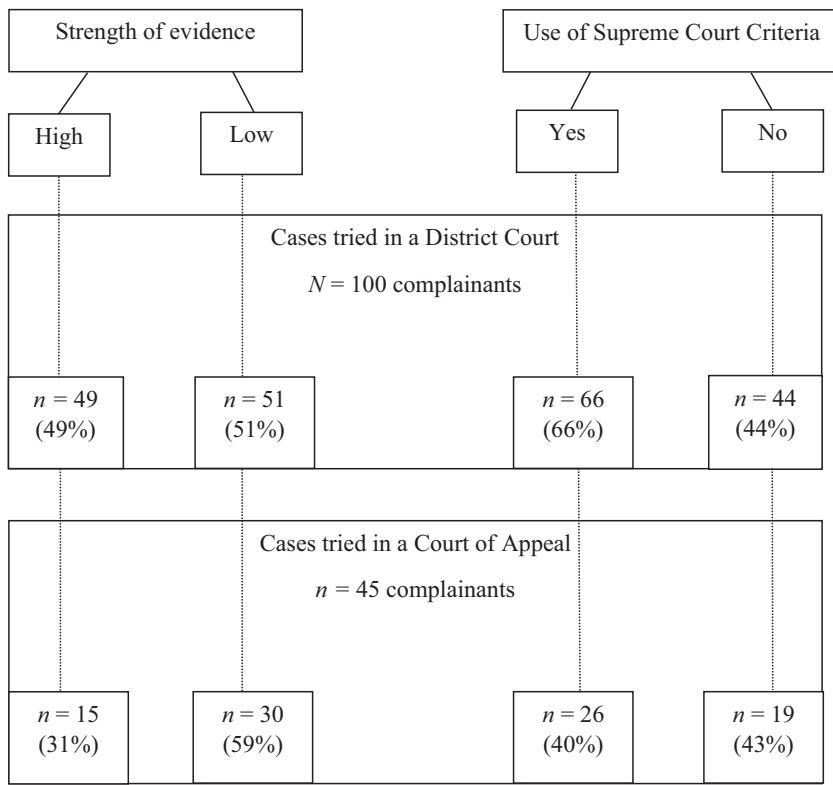 Strength of evidence
Use of Supreme Court Criteria
High
Low
Yes
No
Cases tried in a District Court
N = 100 complainants
n = 49
(49%)
n = 51
(51%)
n = 66
(66%)
n = 44
(44%)
Cases tried in a Court of Appeal
n = 45 complainants
n = 15
(31%)
n = 30
(59%)
n = 26
(40%)
n = 19
(43%)